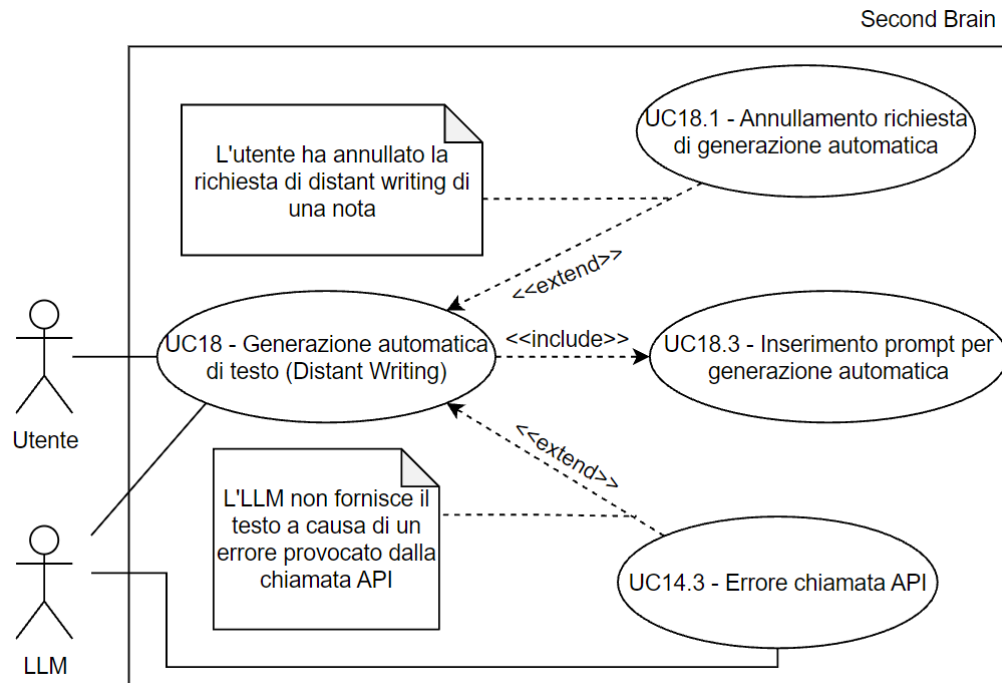 Second Brain
UC18.1 - Annullamento richiesta
di generazione automatica
L'utente ha annullato la
richiesta di distant writing di
una nota
<<extend>>
UC18 - Generazione automatica
di testo (Distant Writing)
<<include>>
UC18.3 - Inserimento prompt per
generazione automatica
Utente
<<extend>>
L'LLM non fornisce il
testo a causa di un
errore provocato dalla
chiamata API
UC14.3 - Errore chiamata API
LLM